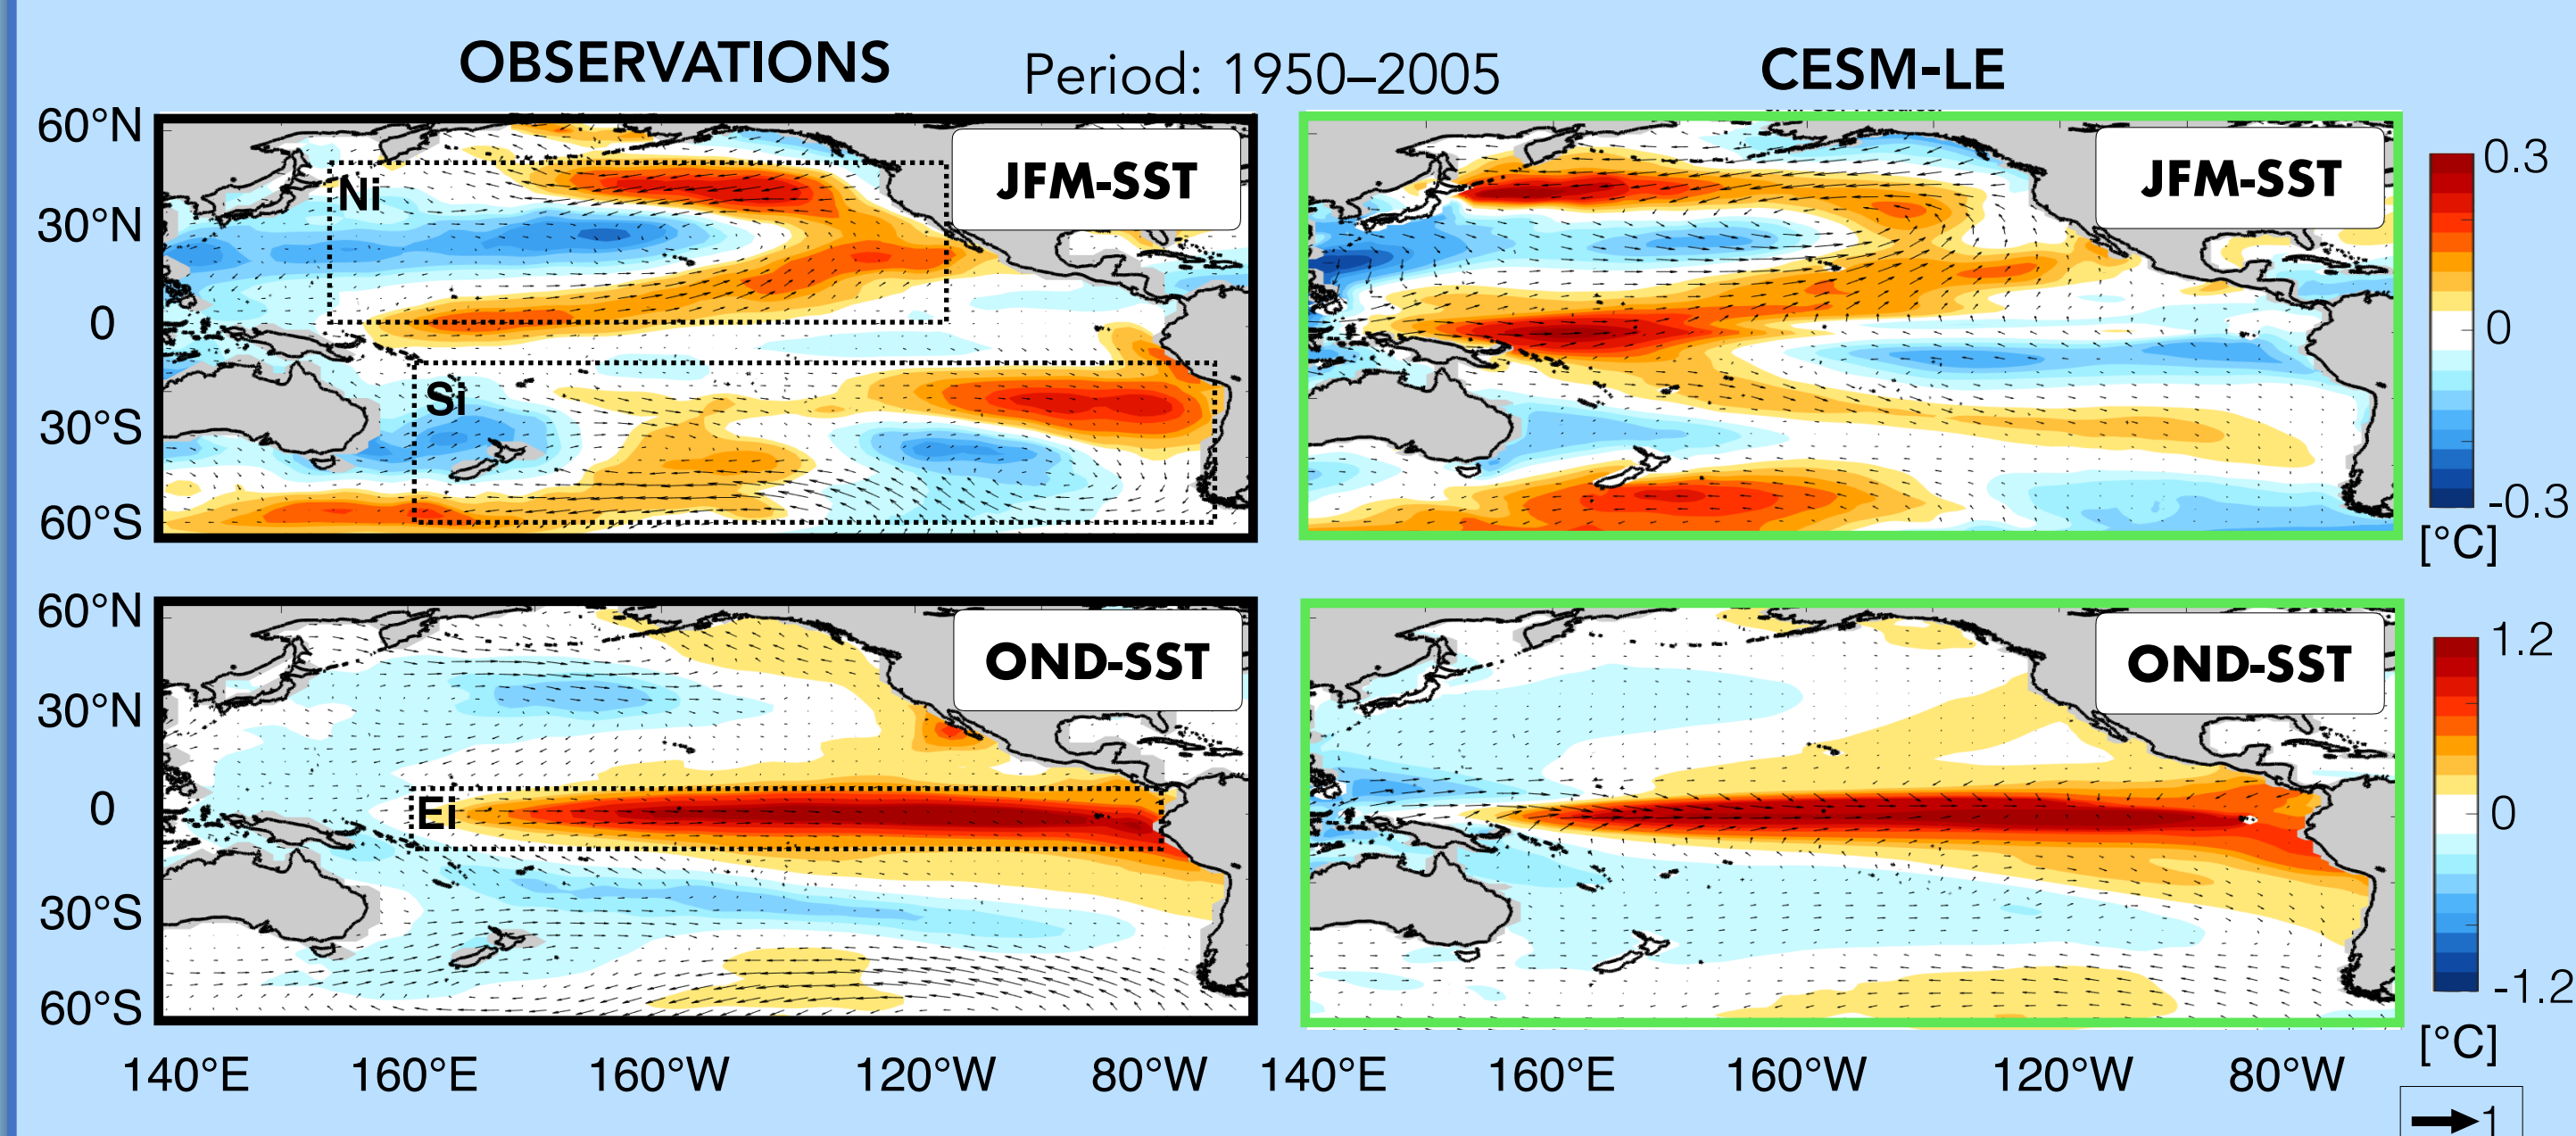 OBSERVATIONS
Period: 1950–2005
CESM-LE
60°N
30°N
0
30°S
60°S
Ni
Si
JFM-SST
JFM-SST
0.3
0
-0.3
[°C]
60°N
30°N
0
30°S
60°S
Ei
OND-SST
OND-SST
1.2
0
-1.2
[°C]
140°E 160°E 160°W 120°W 80°W
140°E 160°E 160°W 120°W 80°W
1